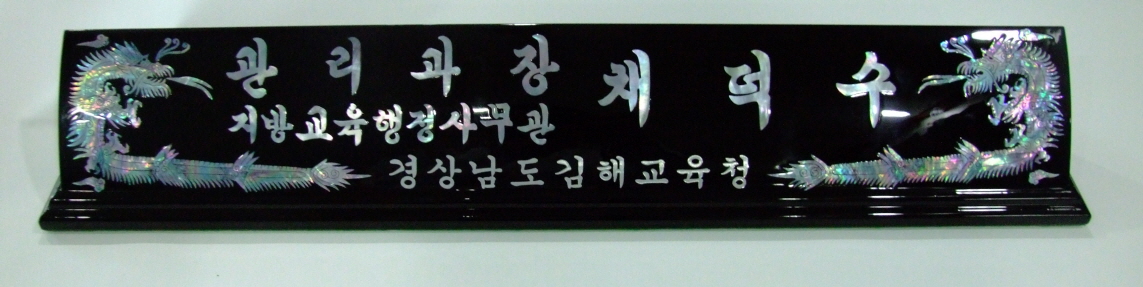 관리과장 채덕수
지방교육행정사무관
경상남도김해교육청